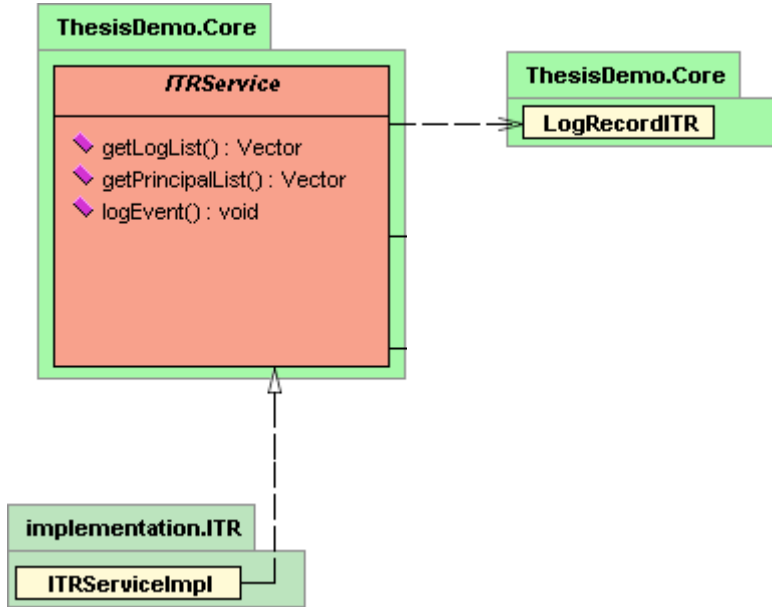 ThesisDemo.Core
ITRService
getLogList() : Vector
getPrincipalList() : Vector
logEvent() : void
ThesisDemo.Core
LogRecordITR
implementation.ITR
ITRServiceImpl